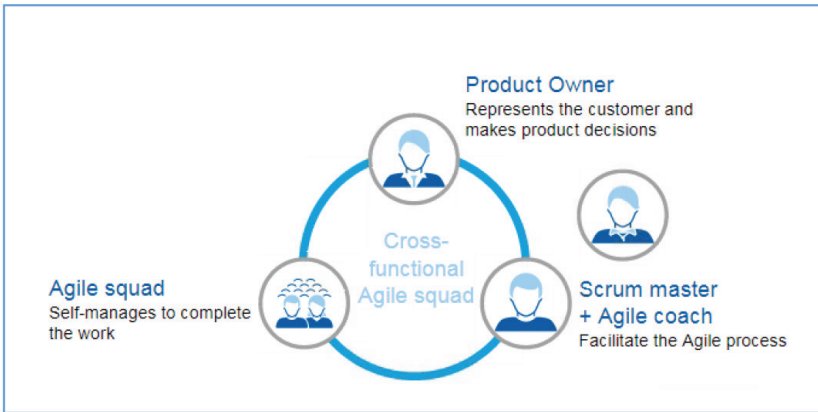 Product Owner
Represents the customer and
makes product decisions
Cross-
functional
Agile squad
Agile squad
Self-manages to complete
the work
Scrum master
+ Agile coach
Facilitate the Agile process